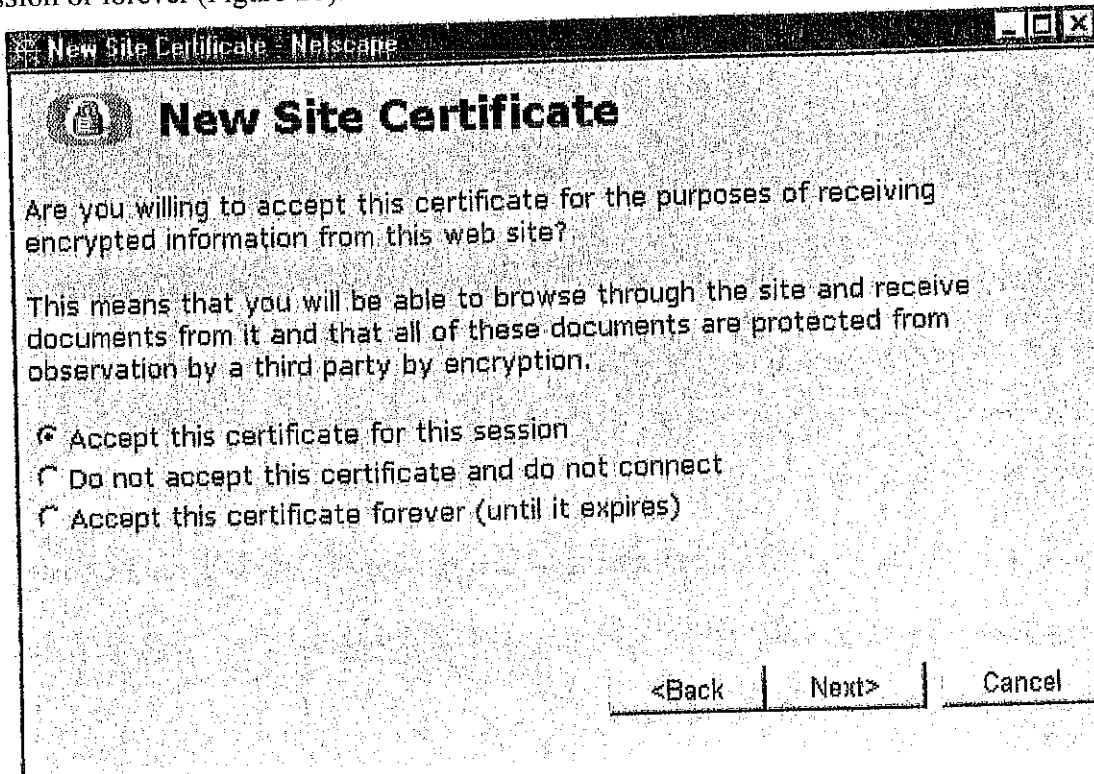 ssion or forever (Figure
New Site Certificate - Netscape
New Site Certificate
Are you willing to accept this certificate for the purposes of receiving
encrypted information from this web site?
This means that you will be able to browse through the site and receive
documents from it and that all of these documents are protected from
observation by a third party by encryption.
Accept this certificate for this session
Do not accept this certificate and do not connect
Accept this certificate forever (until it expires)
<Back Next> Cancel